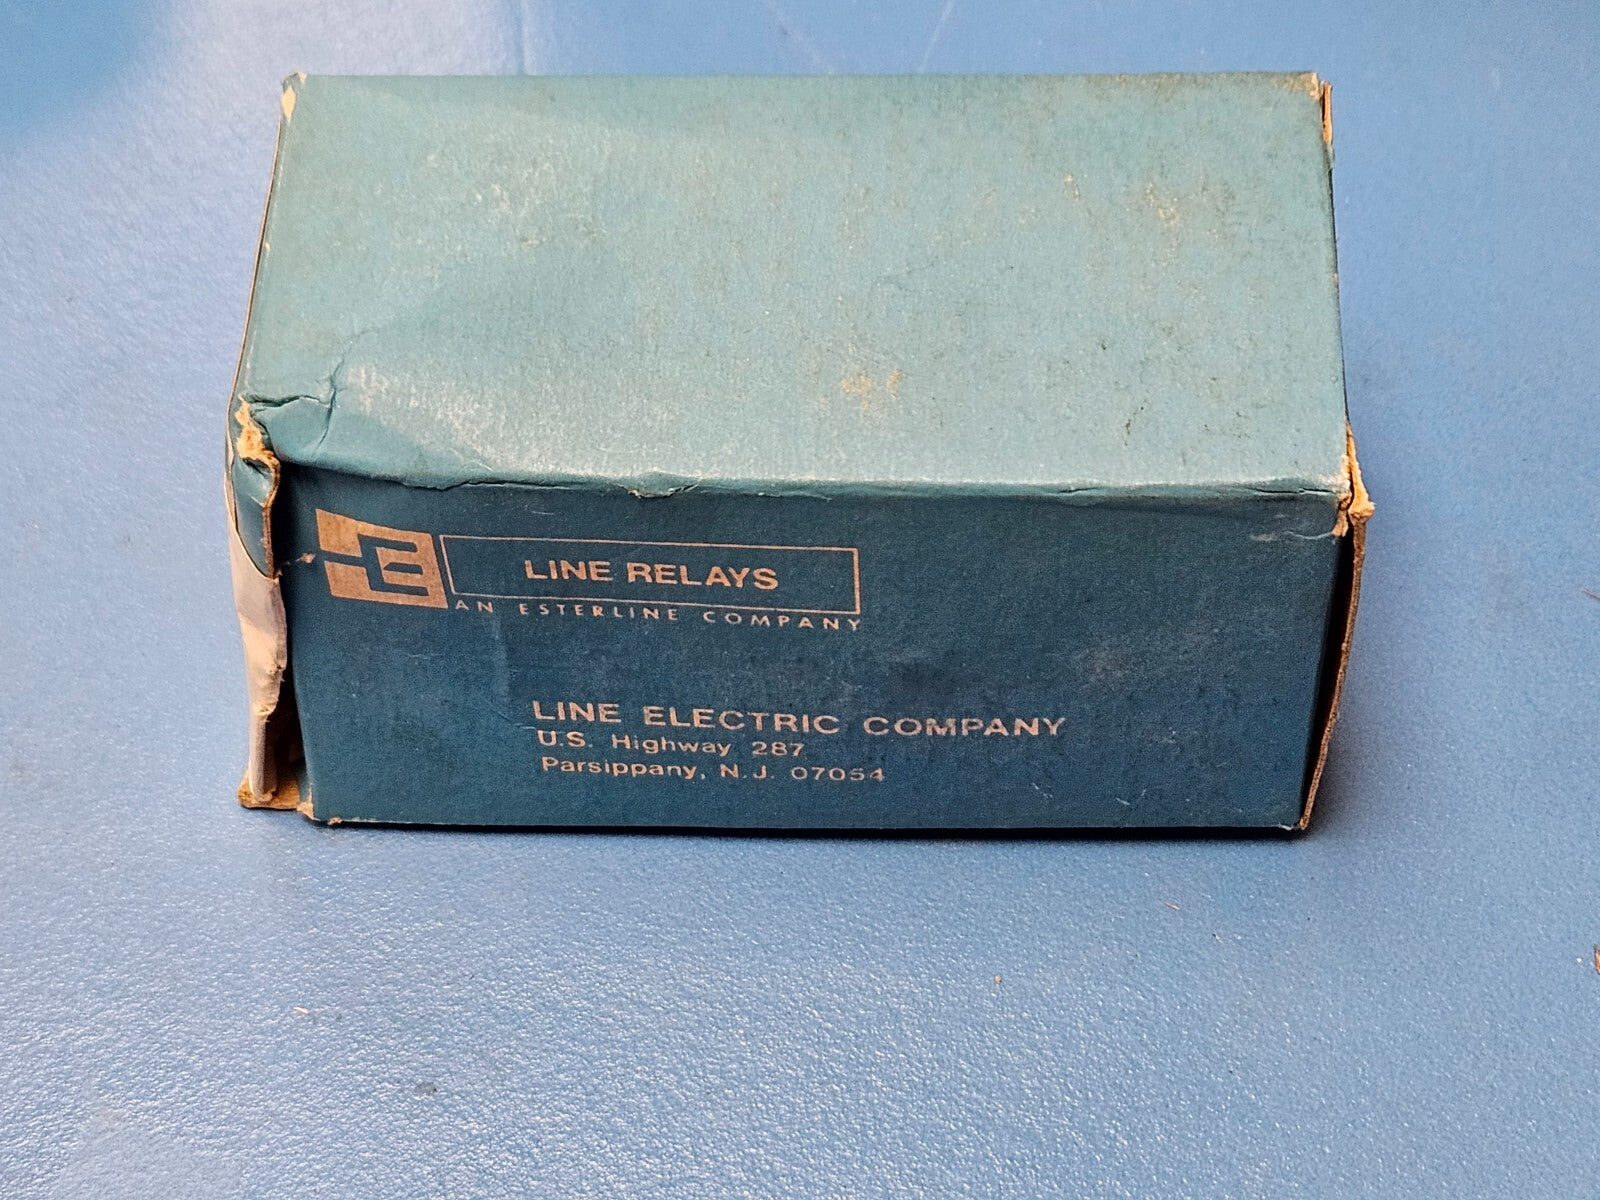 LINE RELAYS
AN ESTERLINE COMPANY
LINE ELECTRIC COMPANY
U.S. Highway 287
Parsippany, N.J. 07054